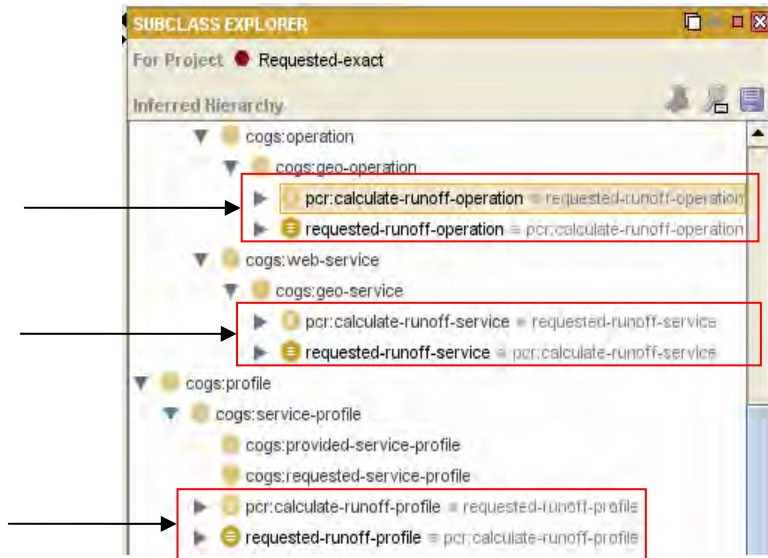 SUBCLASS EXPLORER
For Project Requested-exact
Inferred Hierarchy
cogs:operation
cogs:geo-operation
pcr:calculate-runoff-operation ≡ requested-runoff-operation
requested-runoff-operation ≡ pcr:calculate-runoff-operation
cogs:web-service
cogs:geo-service
pcr:calculate-runoff-service ≡ requested-runoff-service
requested-runoff-service ≡ pcr:calculate-runoff-service
cogs:profile
cogs:service-profile
cogs:provided-service-profile
cogs:requested-service-profile
pcr:calculate-runoff-profile ≡ requested-runoff-profile
requested-runoff-profile ≡ pcr:calculate-runoff-profile